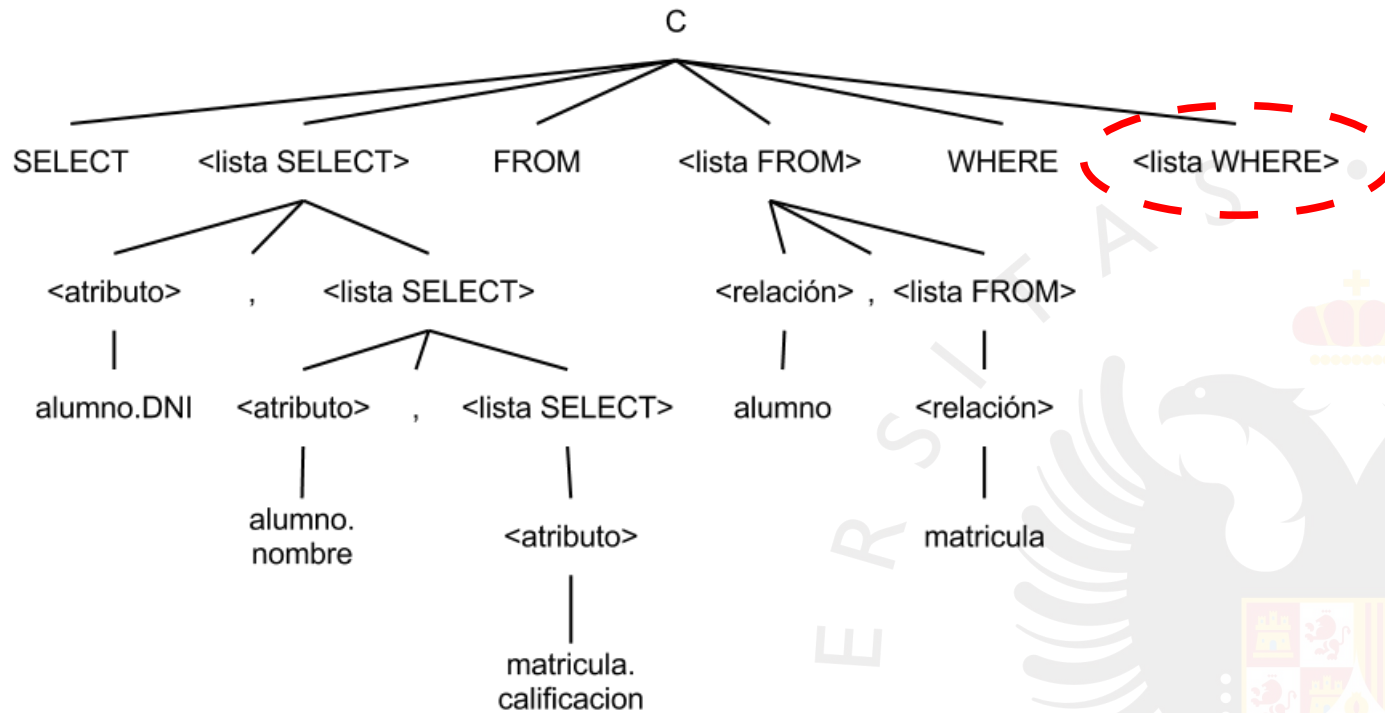 C
SELECT <lista SELECT> FROM <lista FROM> WHERE <lista WHERE>
<atributo> , <lista SELECT> <relación> , <lista FROM>
alumno.DNI <atributo> , <lista SELECT> alumno <relación>
alumno.
nombre
<atributo> matricula
matricula.
calificacion
E R S I T A S